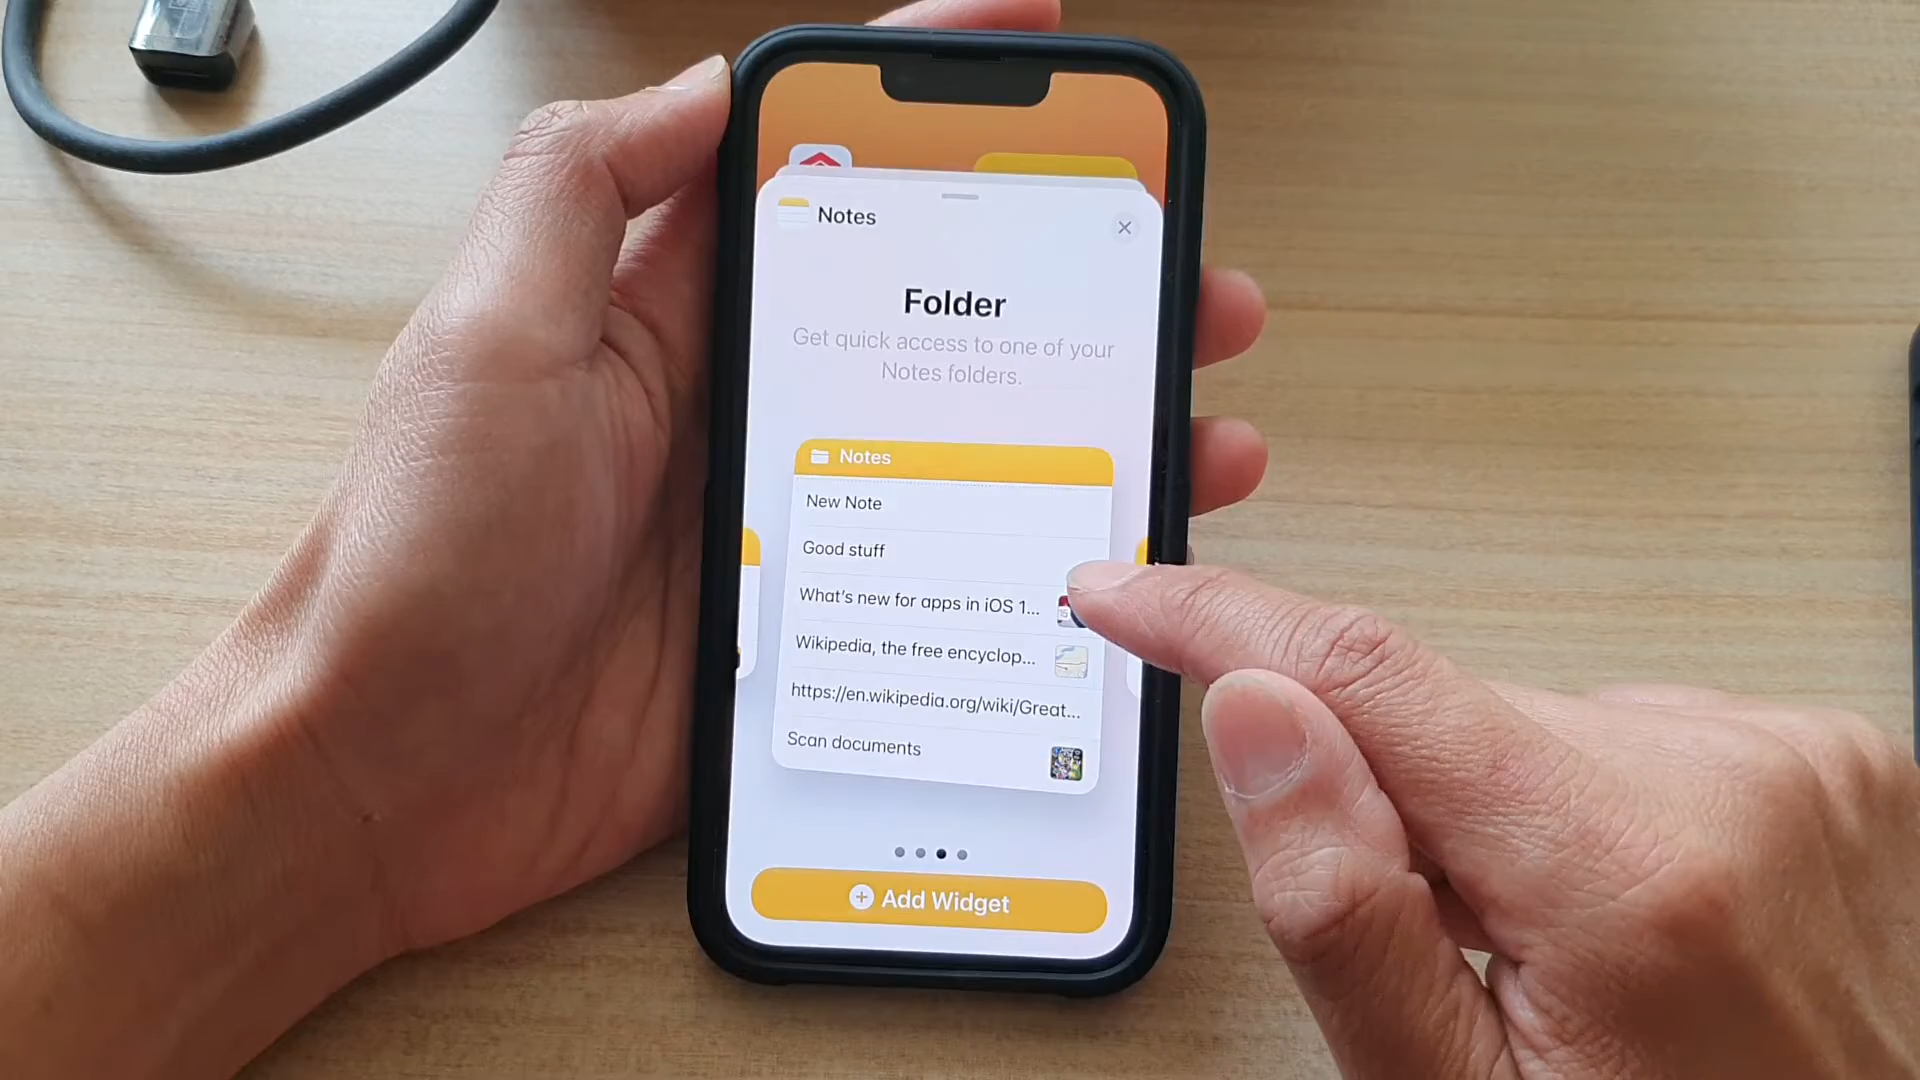 Notes
Folder
Get quick access to one of your
Notes folders.
Notes
New Note
Good stuff
What's new for apps in iOS 1...
Wikipedia, the free encyclop...
https://en.wikipedia.org/wiki/Great...
Scan documents
Add Widget